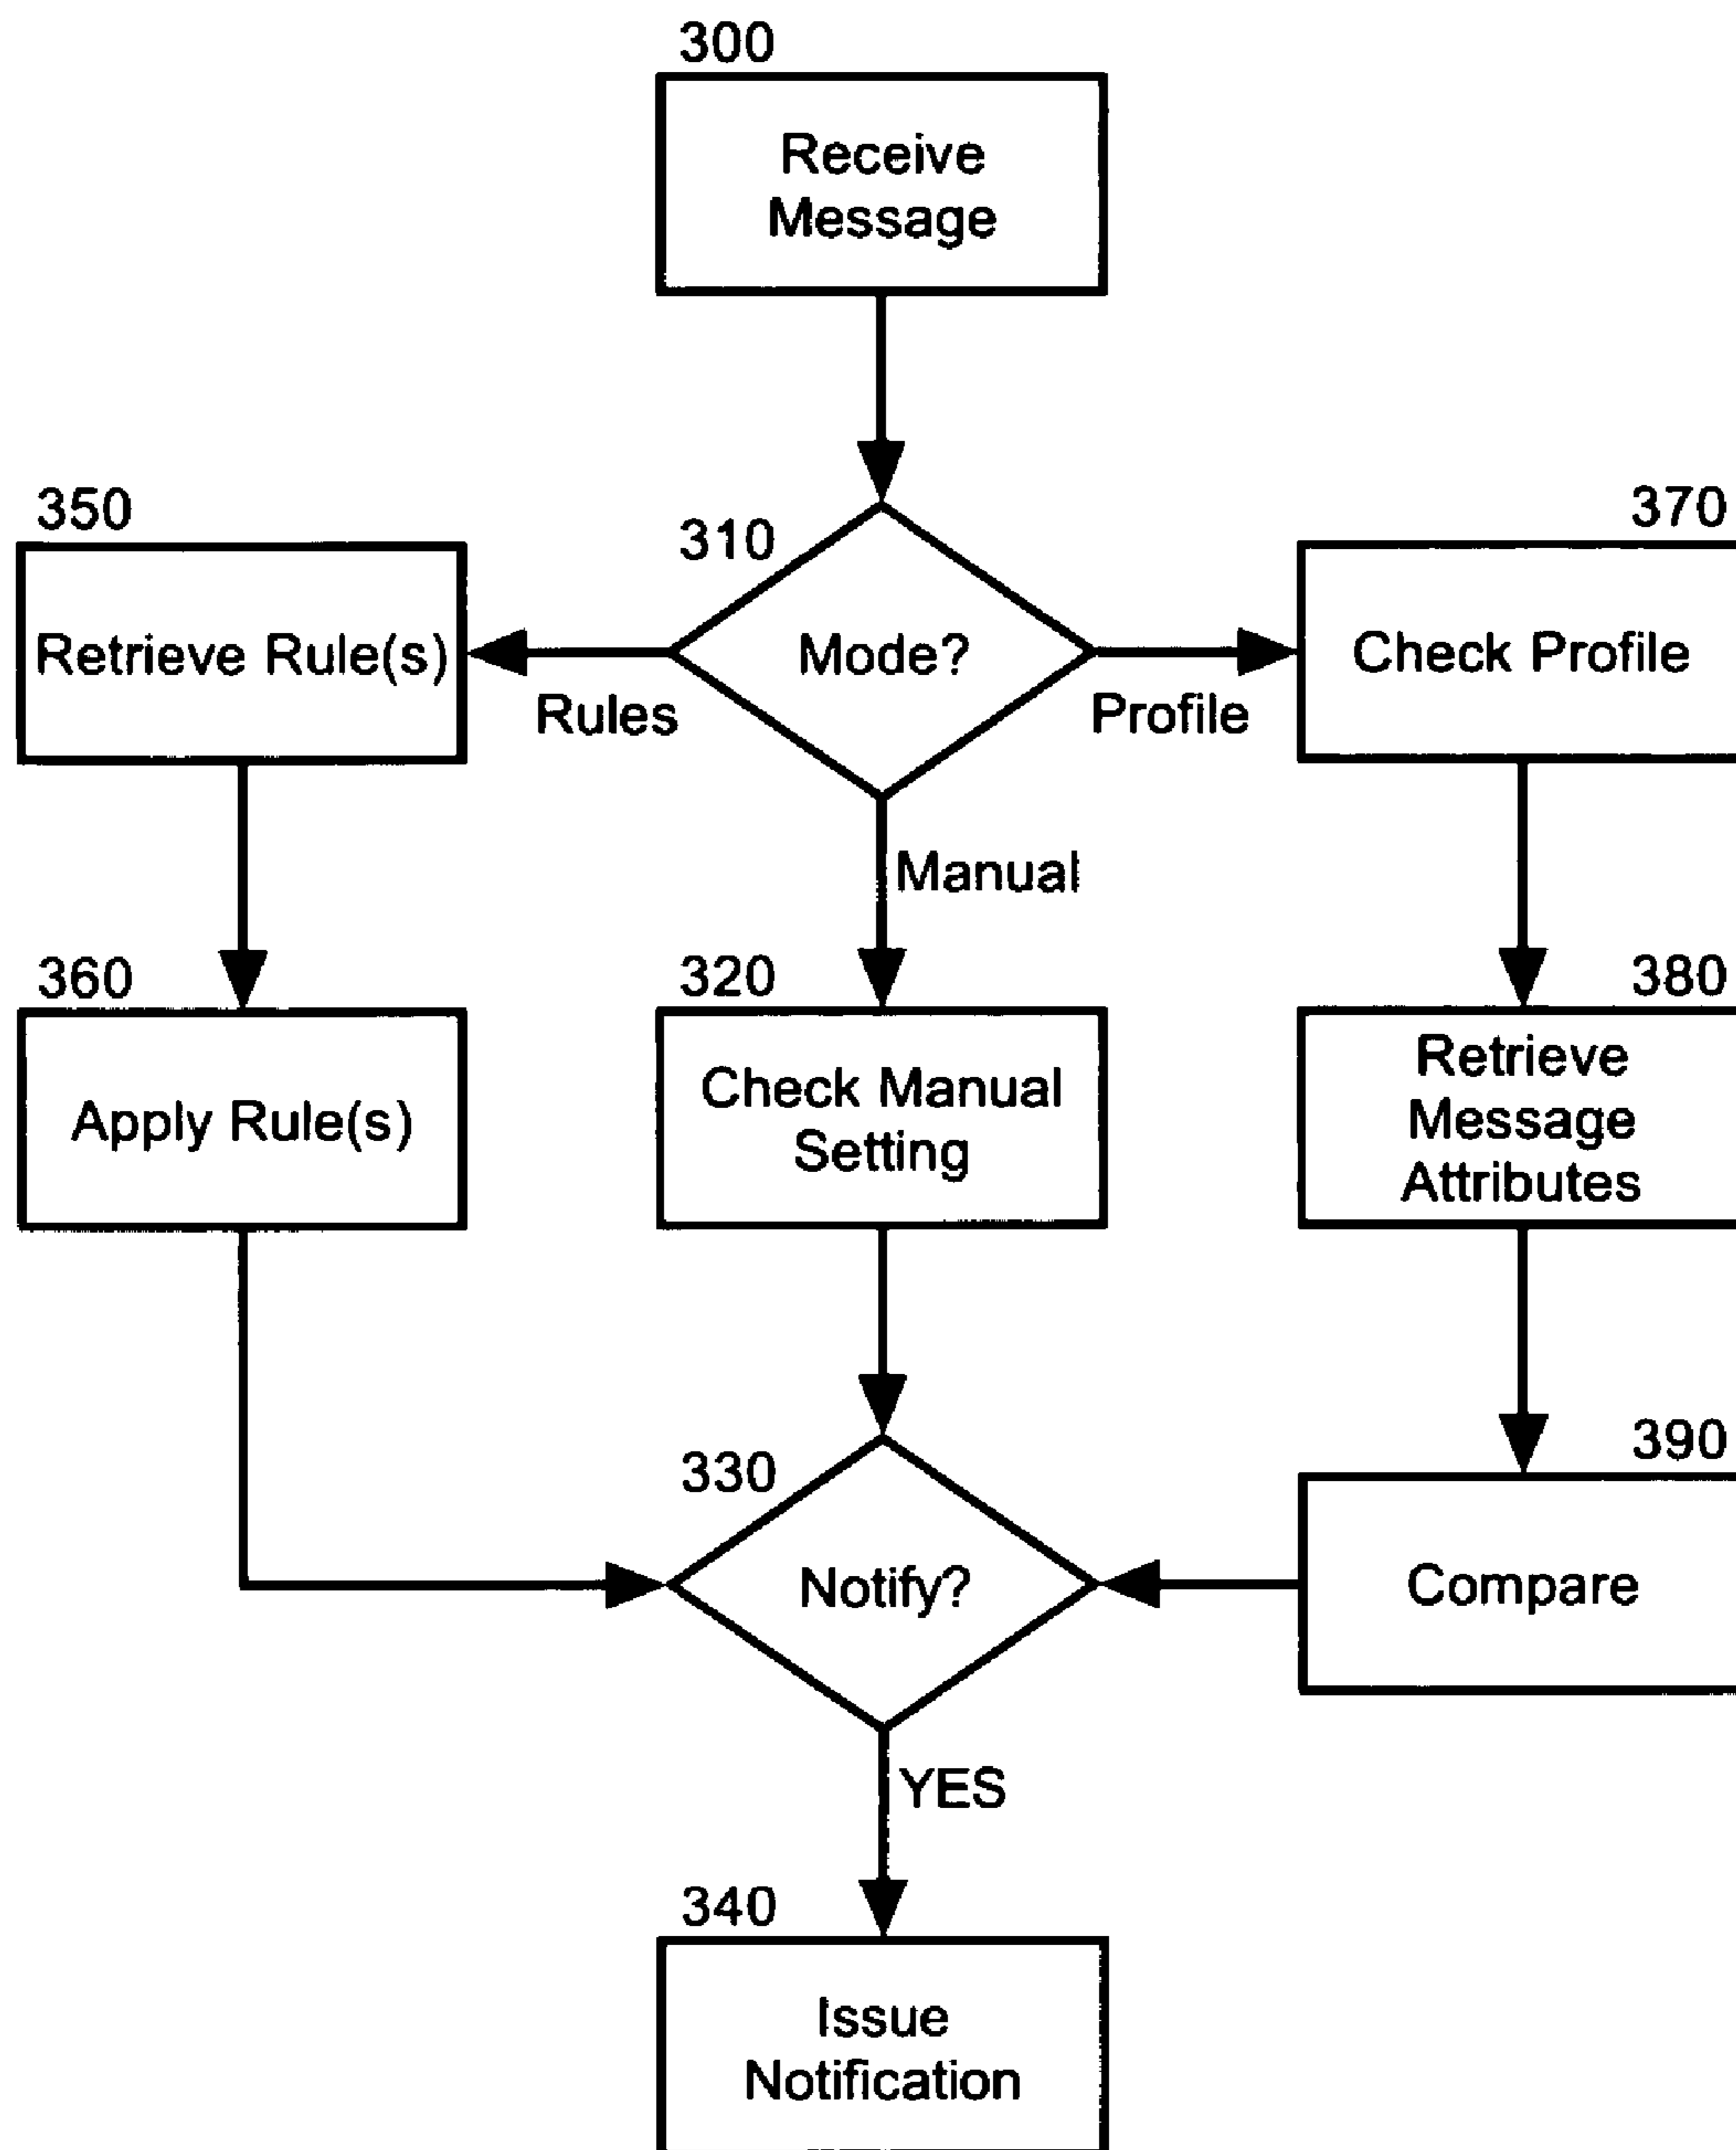 300
Receive
Message
350
310
370
Retrieve Rule(s)
Mode?
Check Profile
Rules
Profile
Manual
360
320
380
Apply Rule(s)
Check Manual
Setting
Retrieve
Message
Attributes
330
390
Notify?
Compare
YES
340
Issue
Notification